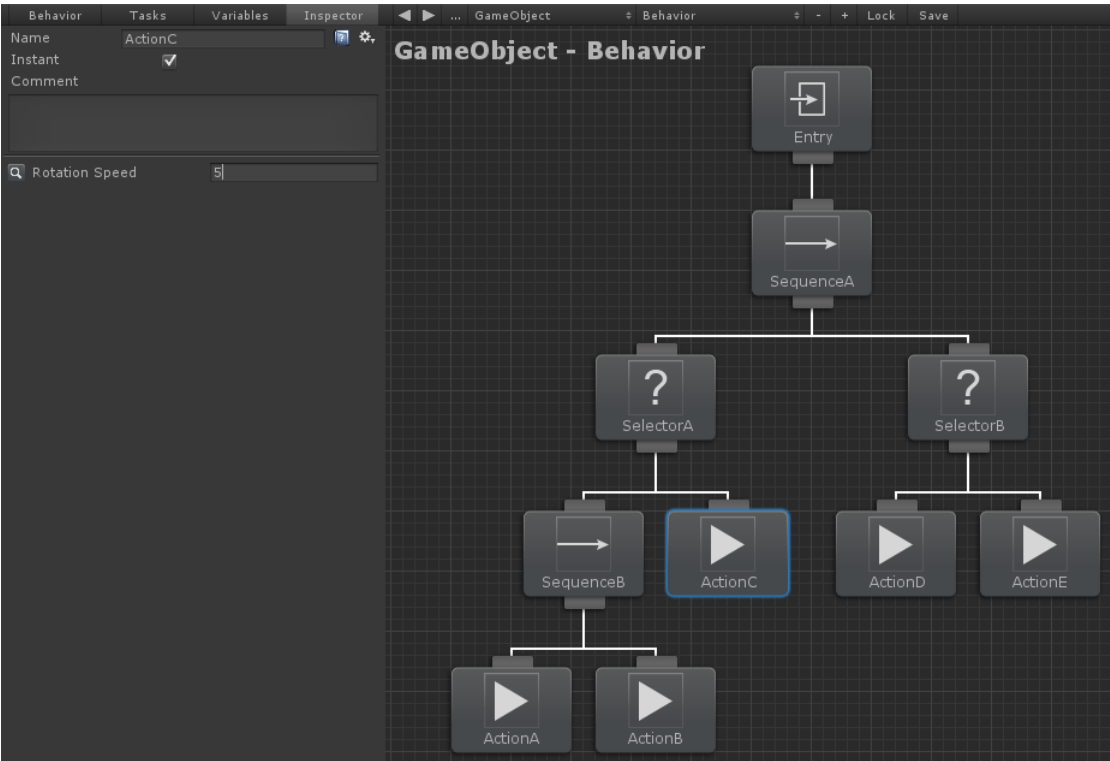 Behavior Tasks Variables Inspector ... GameObject Behavior - + Lock Save
Name ActionC
Instant
Comment
Rotation Speed 5
GameObject - Behavior
Entry
SequenceA
? ?
SelectorA SelectorB
SequenceB ActionC ActionD ActionE
ActionA ActionB